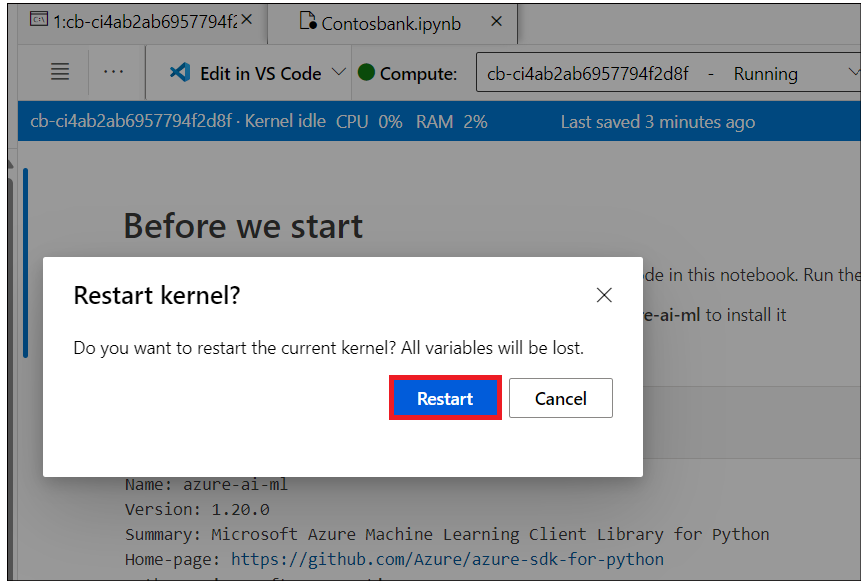 1:cb-ci4ab2ab6957794f2
Contosbank.ipynb
Edit in VS Code
Compute:
cb-ci4ab2ab6957794f2d8f - Running
cb-ci4ab2ab6957794f2d8f · Kernel idle CPU 0% RAM 2%
Last saved 3 minutes ago
Before we start
de in this notebook. Run the
Restart kernel?
e-ai-ml to install it
Do you want to restart the current kernel? All variables will be lost.
Restart
Cancel
Name: azure-ai-ml
Version: 1.20.0
Summary: Microsoft Azure Machine Learning Client Library for Python
Home-page: https://github.com/Azure/azure-sdk-for-python